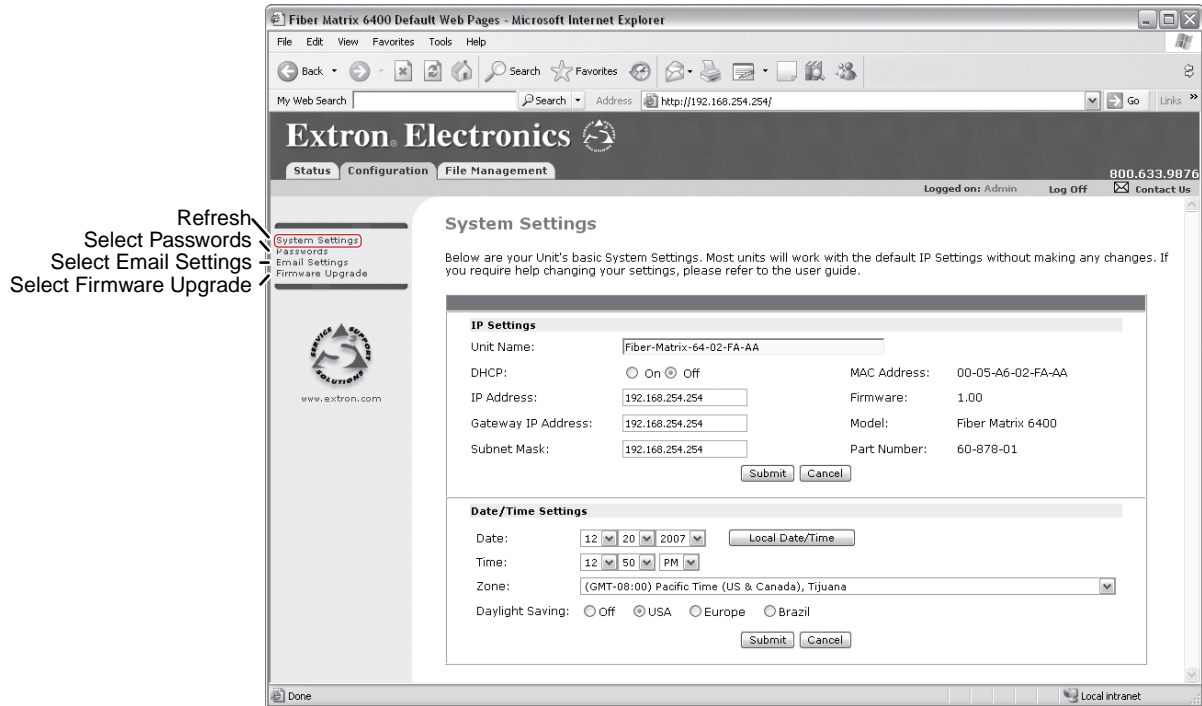 Fiber Matrix 6400 Default Web Pages - Microsoft Internet Explorer
File Edit View Favorites Tools Help
Back Search Favorites
My Web Search Search Address http://192.168.254.254/ Go Links »
Extron® Electronics
Status Configuration File Management
800.633.9876
Logged on: Admin Log Off Contact Us
Refresh
Select Passwords
Select Email Settings
Select Firmware Upgrade
System Settings
Passwords
Email Settings
Firmware Upgrade
SERVICE SUPPORT SOLUTIONS
S3
www.extron.com
System Settings
Below are your Unit's basic System Settings. Most units will work with the default IP Settings without making any changes. If
you require help changing your settings, please refer to the user guide.
IP Settings
Unit Name: Fiber-Matrix-64-02-FA-AA
DHCP: On Off MAC Address: 00-05-A6-02-FA-AA
IP Address: 192.168.254.254 Firmware: 1.00
Gateway IP Address: 192.168.254.254 Model: Fiber Matrix 6400
Subnet Mask: 192.168.254.254 Part Number: 60-878-01
Submit Cancel
Date/Time Settings
Date: 12 20 2007 Local Date/Time
Time: 12 50 PM
Zone: (GMT-08:00) Pacific Time (US & Canada), Tijuana
Daylight Saving: Off USA Europe Brazil
Submit Cancel
Done Local intranet